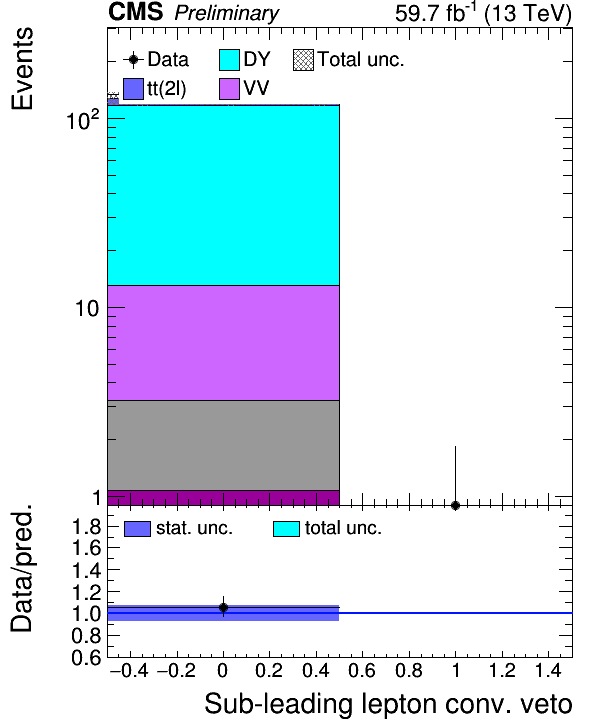 CMS Preliminary 59.7 fb⁻¹ (13 TeV)
Events
Data DY Total unc.
tt(2l) VV
10²
10
1
Data/pred.
stat. unc. total unc.
1.8
1.6
1.4
1.2
1.0
0.8
0.6
−0.4 −0.2 0 0.2 0.4 0.6 0.8 1 1.2 1.4
Sub-leading lepton conv. veto